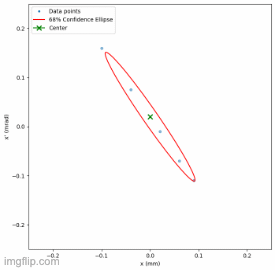 Data points
68% Confidence Ellipse
Center
0.2
0.1
0.0
−0.1
−0.2
x' (mrad)
−0.2
−0.1
0.0
0.1
0.2
x (mm)
imgflip.com